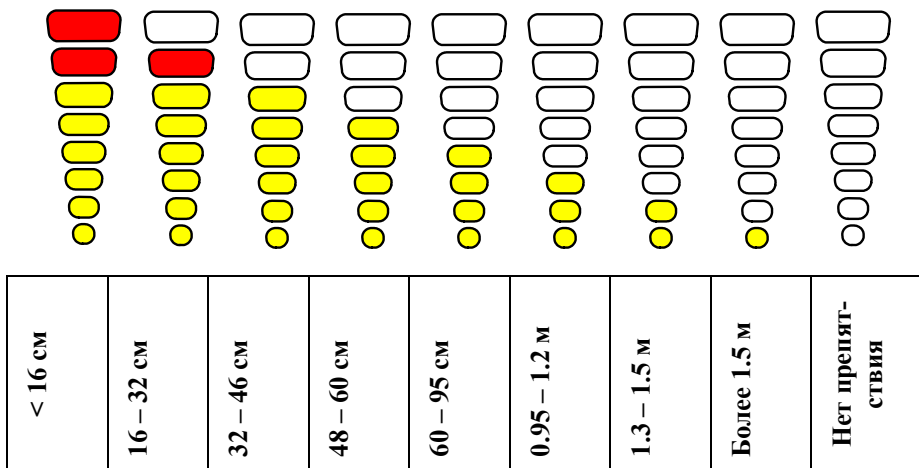 < 16 см
16 – 32 см
32 – 46 см
48 – 60 см
60 – 95 см
0.95 – 1.2 м
1.3 – 1.5 м
Более 1.5 м
Нет препят-
ствия